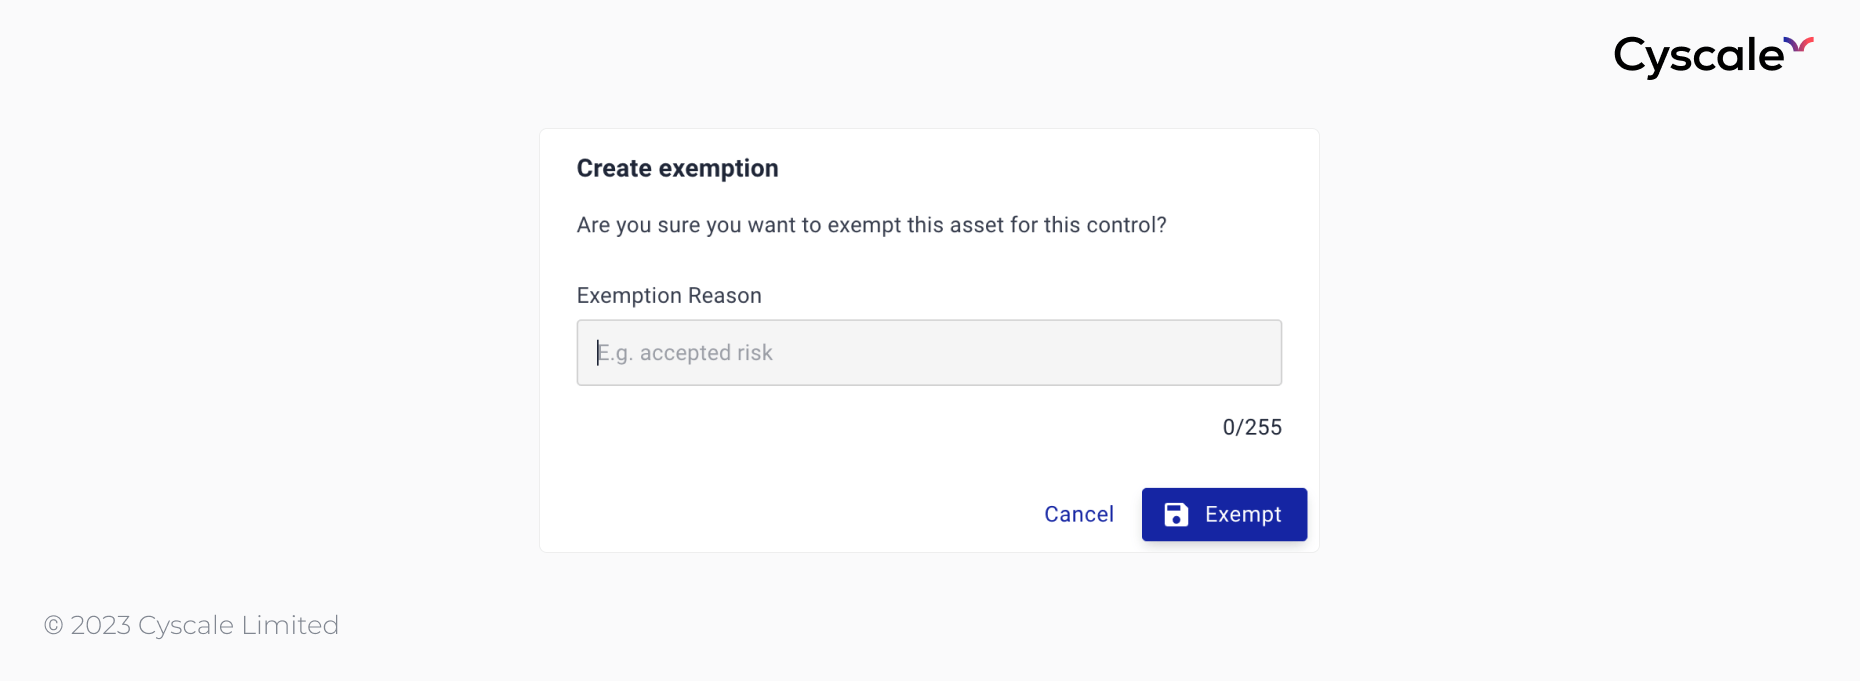 Cyscale
Create exemption
Are you sure you want to exempt this asset for this control?
Exemption Reason
E.g. accepted risk
0/255
Cancel
Exempt
© 2023 Cyscale Limited